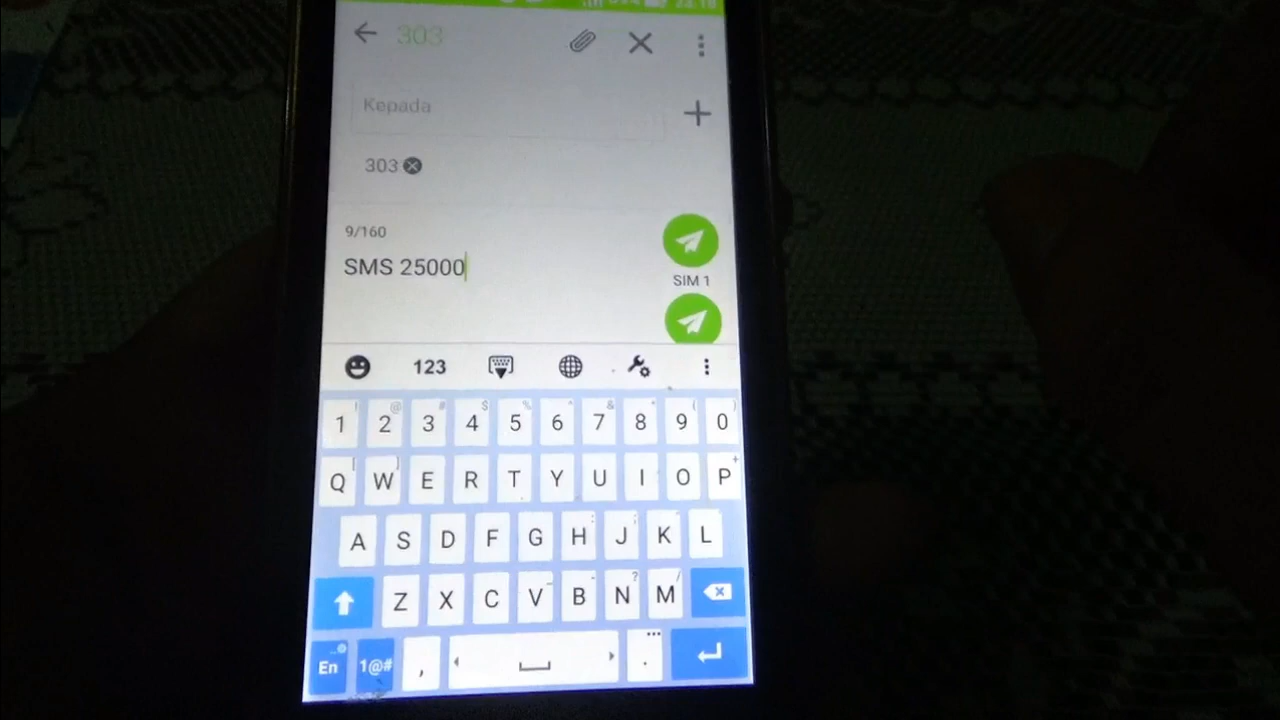 303
Kepada
303
9/160
SMS 25000
SIM 1
123
1 2 3 4 5 6 7 8 9 0
Q W E R T Y U I O P
A S D F G H J K L
Z X C V B N M
En 1@# , .